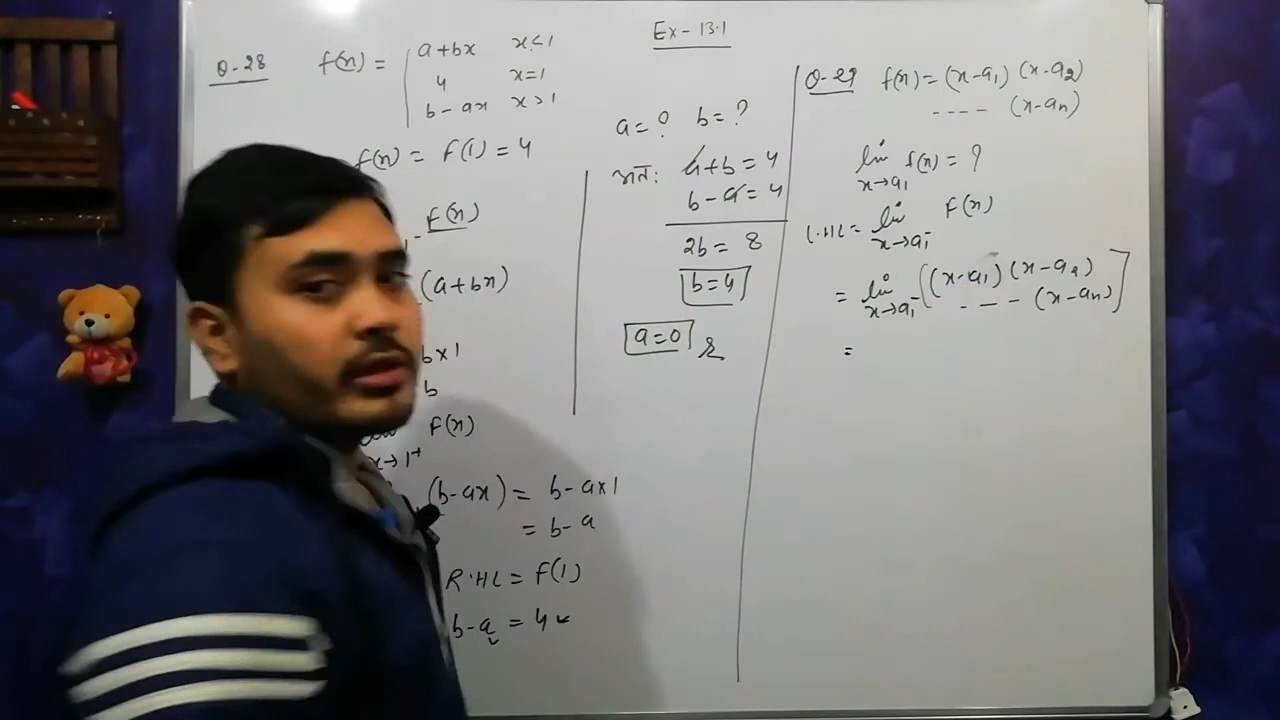 Ex - 13.1
Q-28 f(x) = a+bx x<1
4 x=1
b-ax x>1
f(x) = f(1) = 4
f(x)
(a+bx)
bx1
b
f(x)
x→1⁺
(b-ax) = b-ax1
= b-a
R.HL = f(1)
b-a = 4
a=? b=?
अतः a+b=4
b-a=4
2b = 8
b=4
a=0
Q-29 f(x) = (x-a₁) (x-a₂)
---- (x-aₙ)
lim f(x) = ?
x→a₁
L.HL = lim f(x)
x→a₁⁻
= lim [(x-a₁)(x-a₂)
x→a₁⁻ --- (x-aₙ)]
=